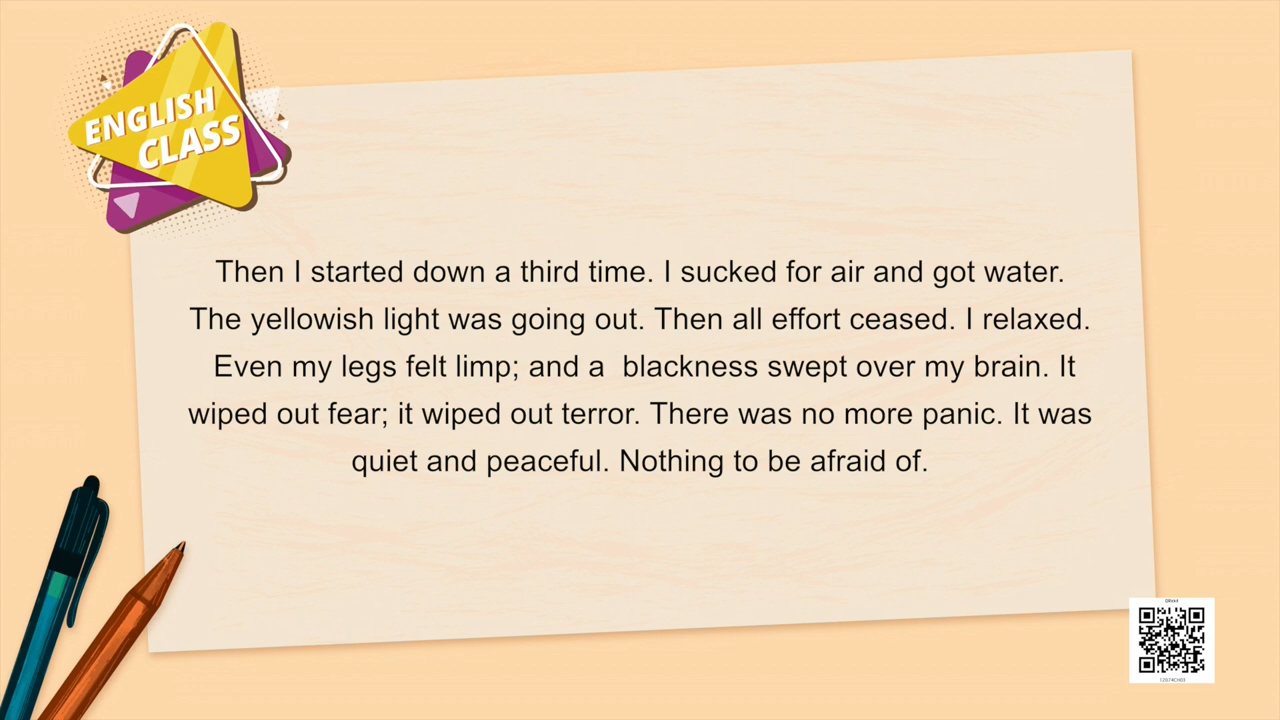 ENGLISH
CLASS
Then I started down a third time. I sucked for air and got water.
The yellowish light was going out. Then all effort ceased. I relaxed.
Even my legs felt limp; and a  blackness swept over my brain. It
wiped out fear; it wiped out terror. There was no more panic. It was
quiet and peaceful. Nothing to be afraid of.